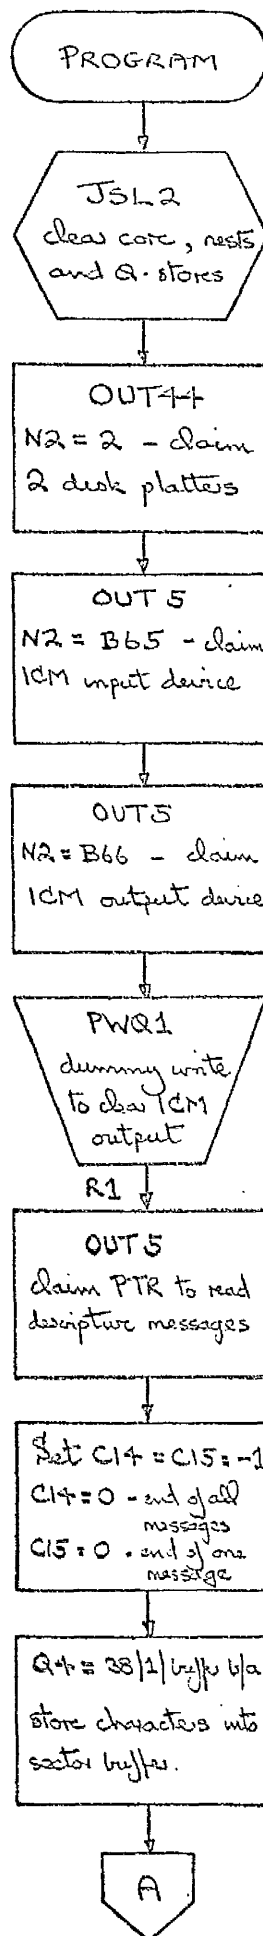 PROGRAM
JSL2
clear core, nests
and Q-stores
OUT44
N2 = 2 - claim
2 desk platters
OUT 5
N2 = B65 - claim
ICM input device
OUT5
N2 = B66 - claim
ICM output device
PWQ1
dummy write
to clear ICM
output
R1
OUT 5
claim PTR to read
descriptive messages
Set C14 = C15 = -1
C14=0 - end of all
messages
C15=0 - end of one
message
Q4 = 38/1/buffer b/a
store characters into
sector buffer.
A